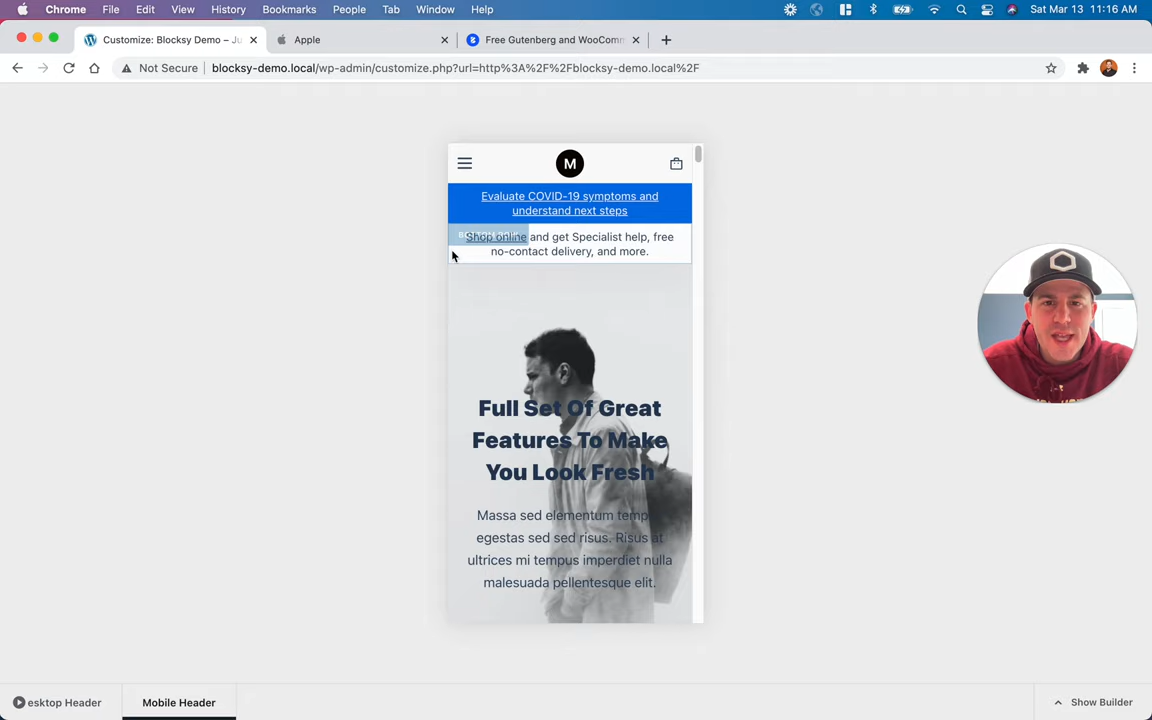 Chrome File Edit View History Bookmarks People Tab Window Help Sat Mar 13 11:16 AM
Customize: Blocksy Demo – Ju Apple Free Gutenberg and WooComm
Not Secure blocksy-demo.local/wp-admin/customize.php?url=http%3A%2F%2Fblocksy-demo.local%2F
M
Evaluate COVID-19 symptoms and
understand next steps
Shop online and get Specialist help, free
no-contact delivery, and more.
Full Set Of Great
Features To Make
You Look Fresh
Massa sed elementum temp
egestas sed sed risus. Risus at
ultrices mi tempus imperdiet nulla
malesuada pellentesque elit.
esktop Header Mobile Header Show Builder